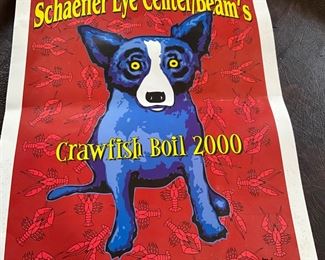 Schaeffer Eye Center/Beam's
Crawfish Boil 2000